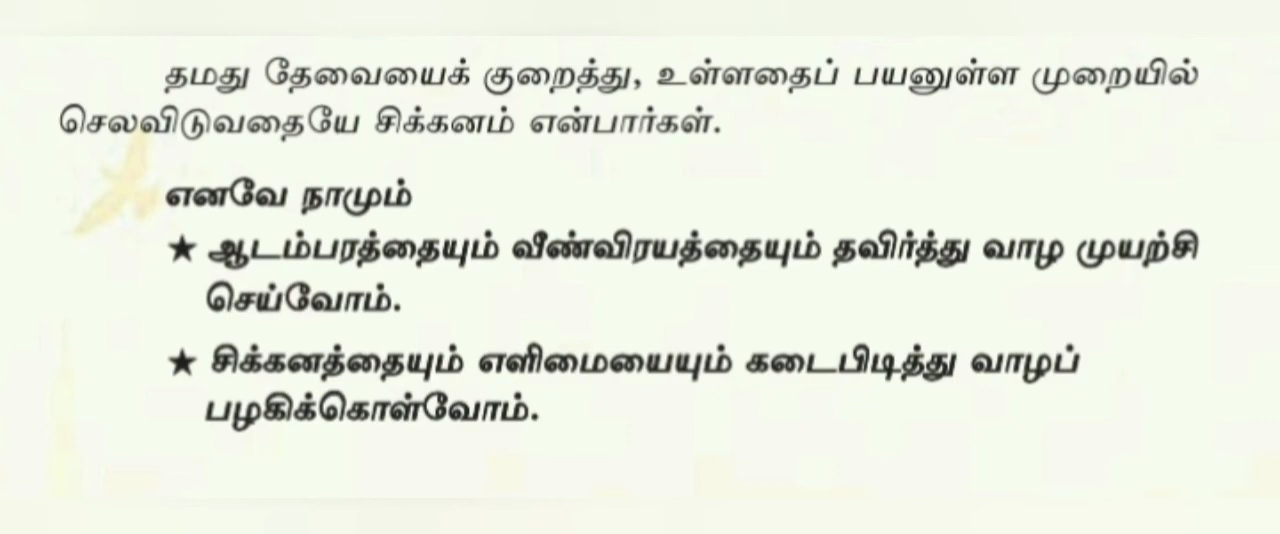 தமது தேவையைக் குறைத்து, உள்ளதைப் பயனுள்ள முறையில்
செலவிடுவதையே சிக்கனம் என்பார்கள்.
எனவே நாமும்
★ ஆடம்பரத்தையும் வீண்விரயத்தையும் தவிர்த்து வாழ முயற்சி
செய்வோம்.
★ சிக்கனத்தையும் எளிமையையும் கடைபிடித்து வாழப்
பழகிக்கொள்வோம்.